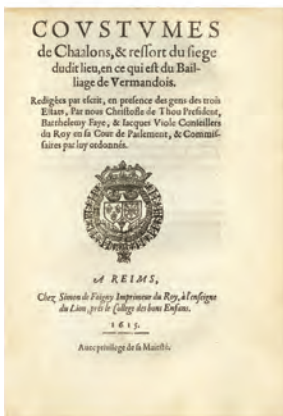 COVSTVMES
de Chaalons, & ressort du siege
dudit lieu, en ce qui est du Bail-
liage de Vermandois.
Redigées par escrit, en presence des gens des trois
Estats, Par nous Christofle de Thou President,
Barthelemy Faye, & Iacques Viole Conseillers
du Roy en sa Cour de Parlement, & Commis-
saires par luy ordonnés.
A REIMS,
Chez Simon de Foigny Imprimeur du Roy, à l'enseigne
du Lion, prés le College des bons Enfans.
1615.
Auec priuilege de sa Maiesté.